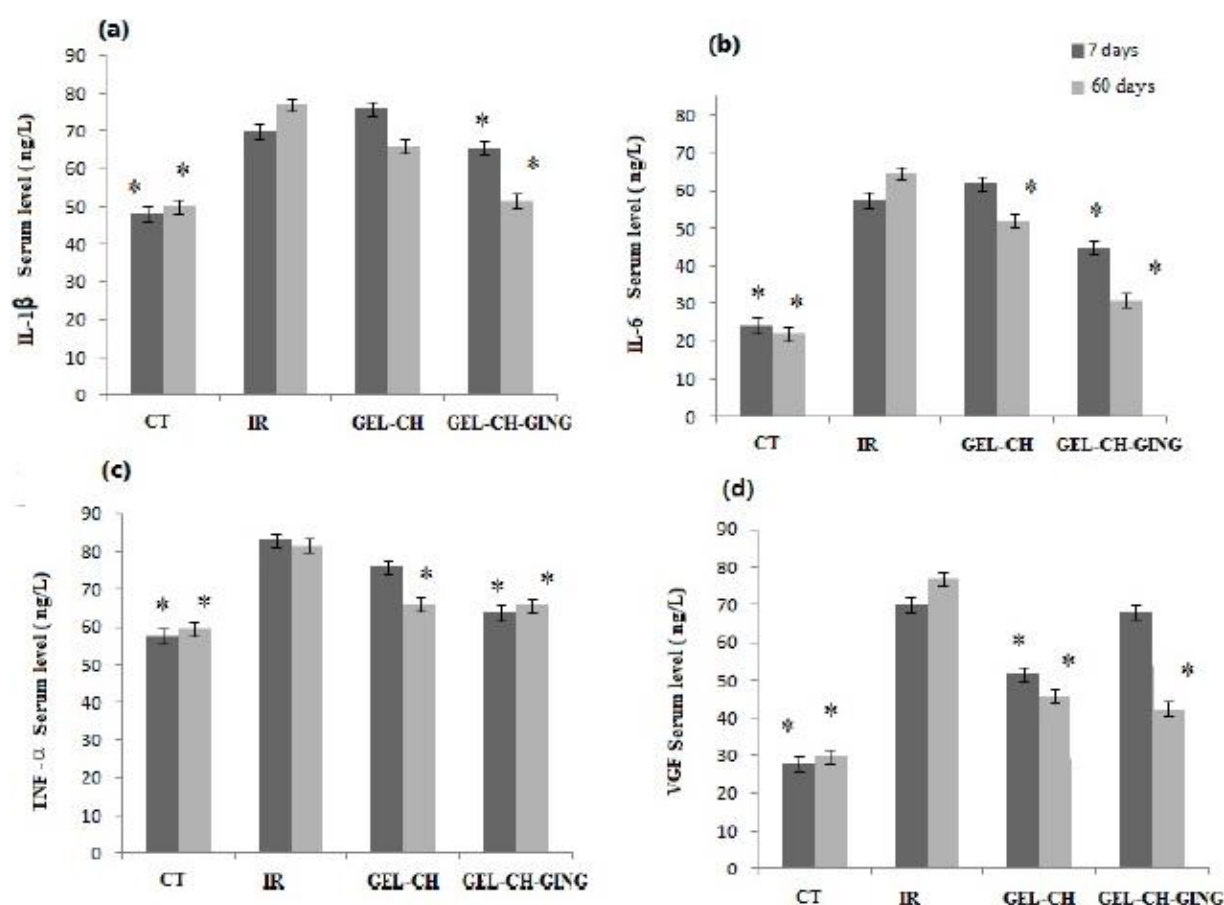 (a)
90
80
70
60
50
40
30
20
10
0
IL-1β Serum level ( ng/L)
* * * *
CT IR GEL-CH GEL-CH-GING
(b)
7 days
60 days
80
70
60
50
40
30
20
10
0
IL-6 Serum level ( ng/L)
* * * * *
CT IR GEL-CH GEL-CH-GING
(c)
90
80
70
60
50
40
30
20
10
0
TNF -α Serum level ( ng/L)
* * * * *
CT IR GEL-CH GEL-CH-GING
(d)
90
80
70
60
50
40
30
20
10
0
VGF Serum level ( ng/L)
* * * * *
CT IR GEL-CH GEL-CH-GING